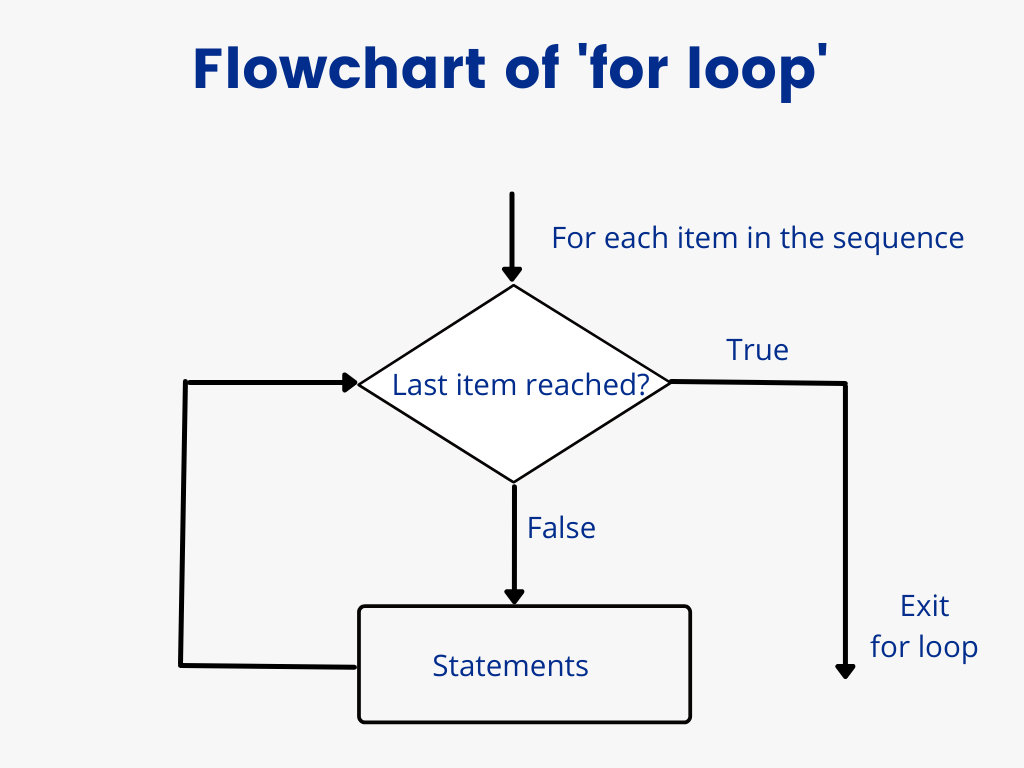 Flowchart of 'for loop'
For each item in the sequence
True
Last item reached?
False
Exit
for loop
Statements